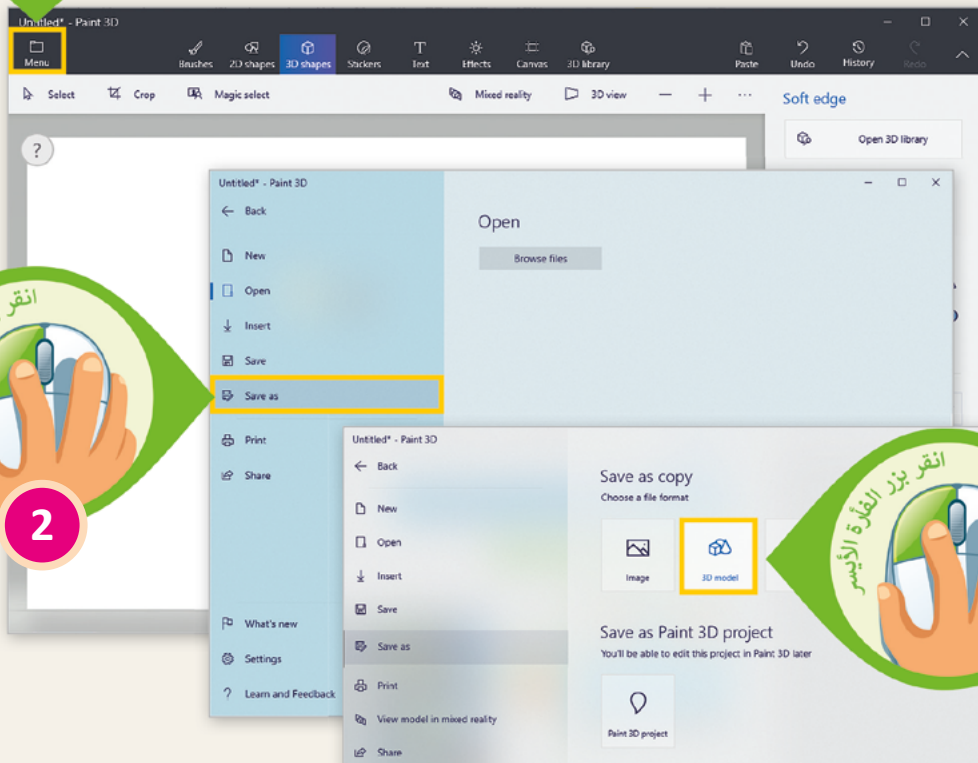 Untitled* - Paint 3D
Menu
Brushes 2D shapes 3D shapes Stickers Text Effects Canvas 3D library Paste Undo History Redo
Select Crop Magic select Mixed reality 3D view — + ...
Soft edge
Open 3D library
?
Untitled* - Paint 3D
← Back
New
Open
Insert
Save
Save as
Print
Share
What's new
Settings
? Learn and Feedback
Open
Browse files
انقر
2
Untitled* - Paint 3D
← Back
New
Open
Insert
Save
Save as
Print
View model in mixed reality
Share
Save as copy
Choose a file format
Image
3D model
Save as Paint 3D project
You'll be able to edit this project in Paint 3D later
Paint 3D project
انقر بزر الفأرة الأيسر